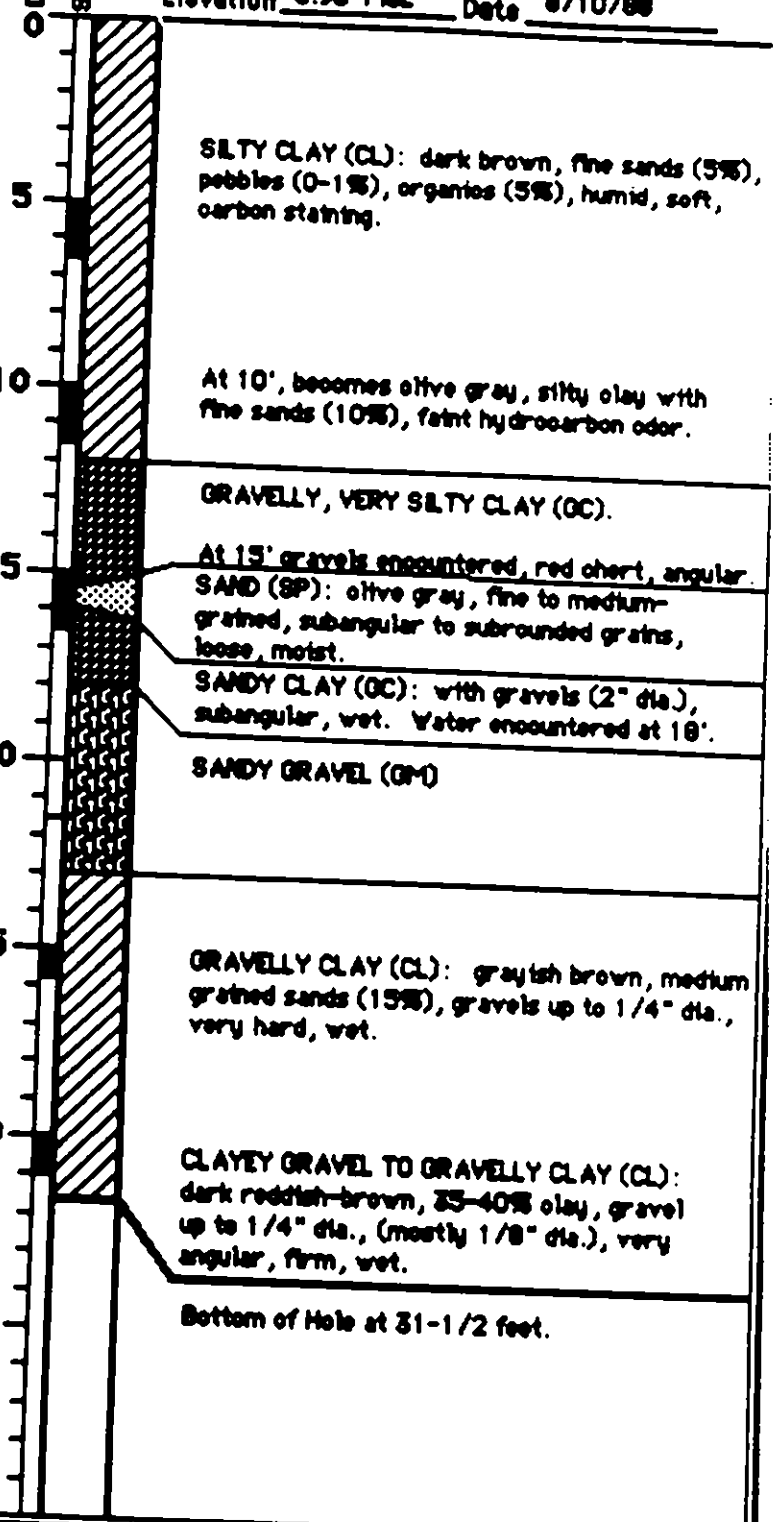 Elevation MSL Date 8/10/88
0
SILTY CLAY (CL): dark brown, fine sands (5%),
pebbles (0-1%), organics (5%), humid, soft,
carbon staining.
5
At 10', becomes olive gray, silty clay with
fine sands (10%), faint hydrocarbon odor.
10
GRAVELLY, VERY SILTY CLAY (GC).
At 15' gravels encountered, red chert, angular.
5
SAND (SP): olive gray, fine to medium-
grained, subangular to subrounded grains,
loose, moist.
SANDY CLAY (GC): with gravels (2" dia.),
subangular, wet. Water encountered at 18'.
0
SANDY GRAVEL (GM)
5
GRAVELLY CLAY (CL): grayish brown, medium
grained sands (15%), gravels up to 1/4" dia.,
very hard, wet.
CLAYEY GRAVEL TO GRAVELLY CLAY (CL):
dark reddish-brown, 35-40% clay, gravel
up to 1/4" dia., (mostly 1/8" dia.), very
angular, firm, wet.
Bottom of Hole at 31-1/2 feet.